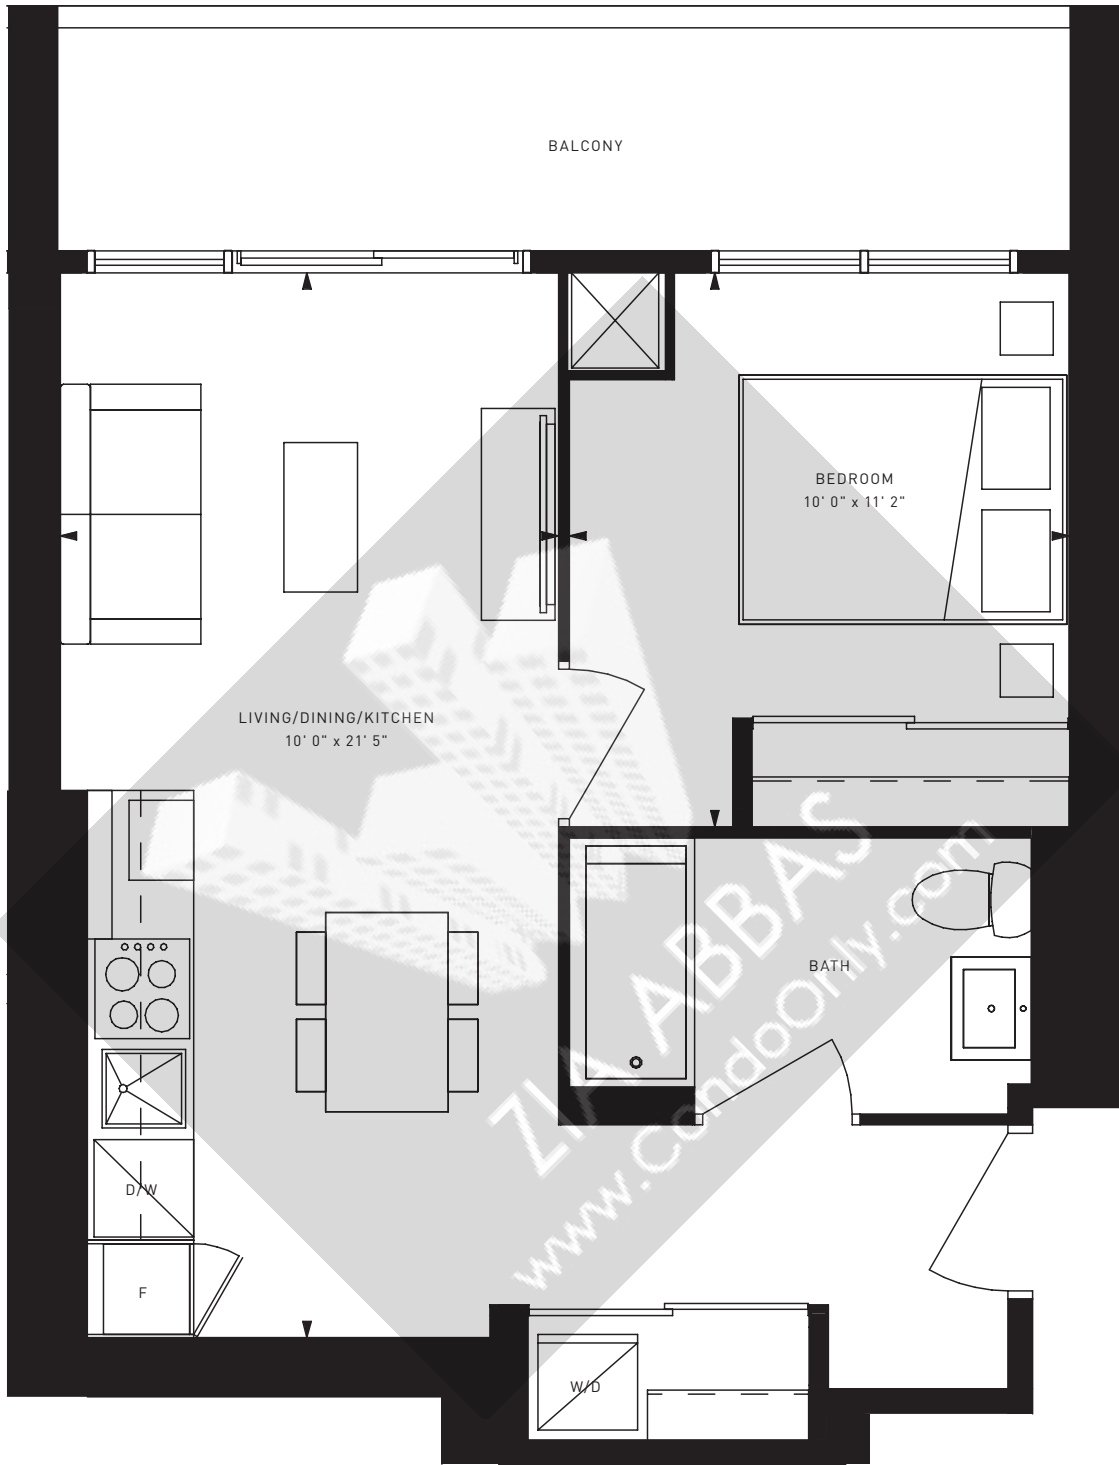 BALCONY
BEDROOM
10' 0" x 11' 2"
LIVING/DINING/KITCHEN
10' 0" x 21' 5"
BATH
D/W
F
W/D
ZIA ABBAS
www.CondoOnly.com